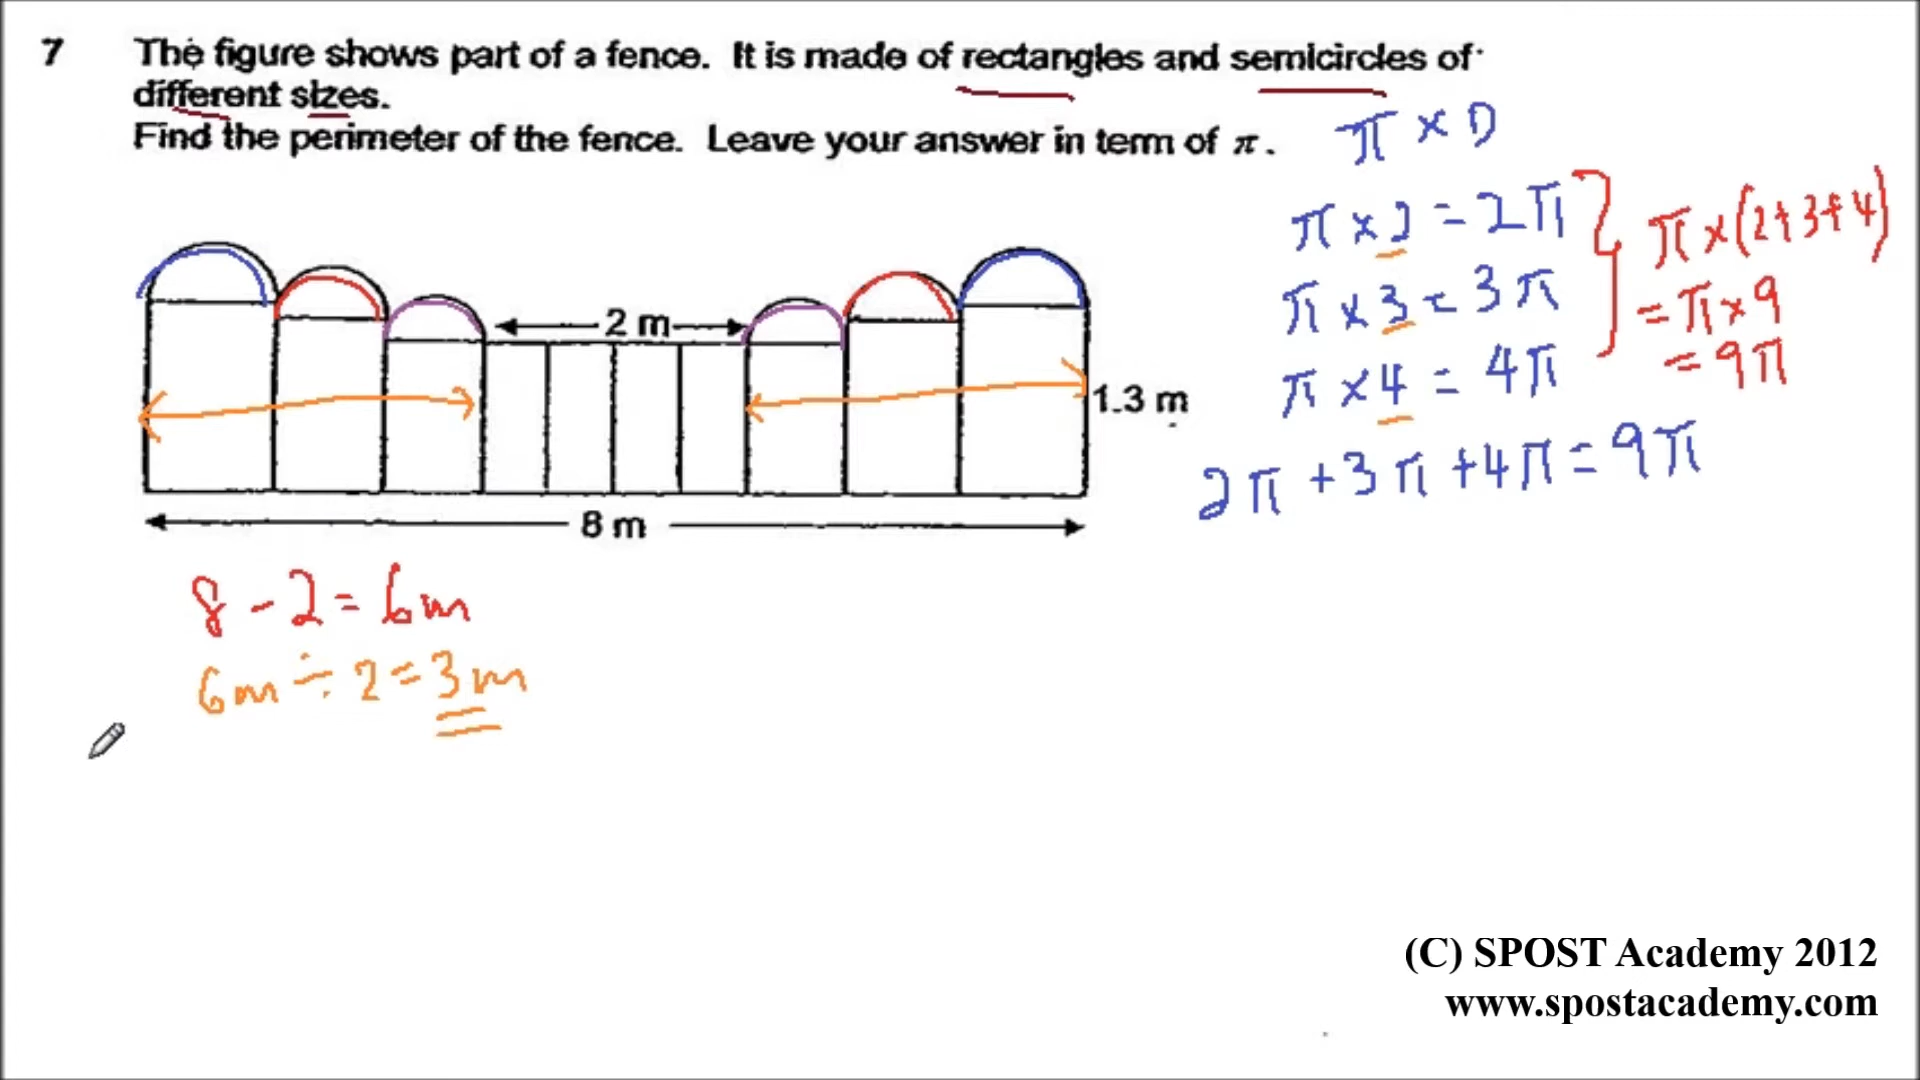 7 The figure shows part of a fence. It is made of rectangles and semicircles of
different sizes.
Find the perimeter of the fence. Leave your answer in term of π.
π × D
π × 2 = 2π
π × 3 = 3π
π × 4 = 4π
2π + 3π + 4π = 9π
π × (2 + 3 + 4)
= π × 9
= 9π
2 m
1.3 m
8 m
8 - 2 = 6m
6m ÷ 2 = 3m
(C) SPOST Academy 2012
www.spostacademy.com